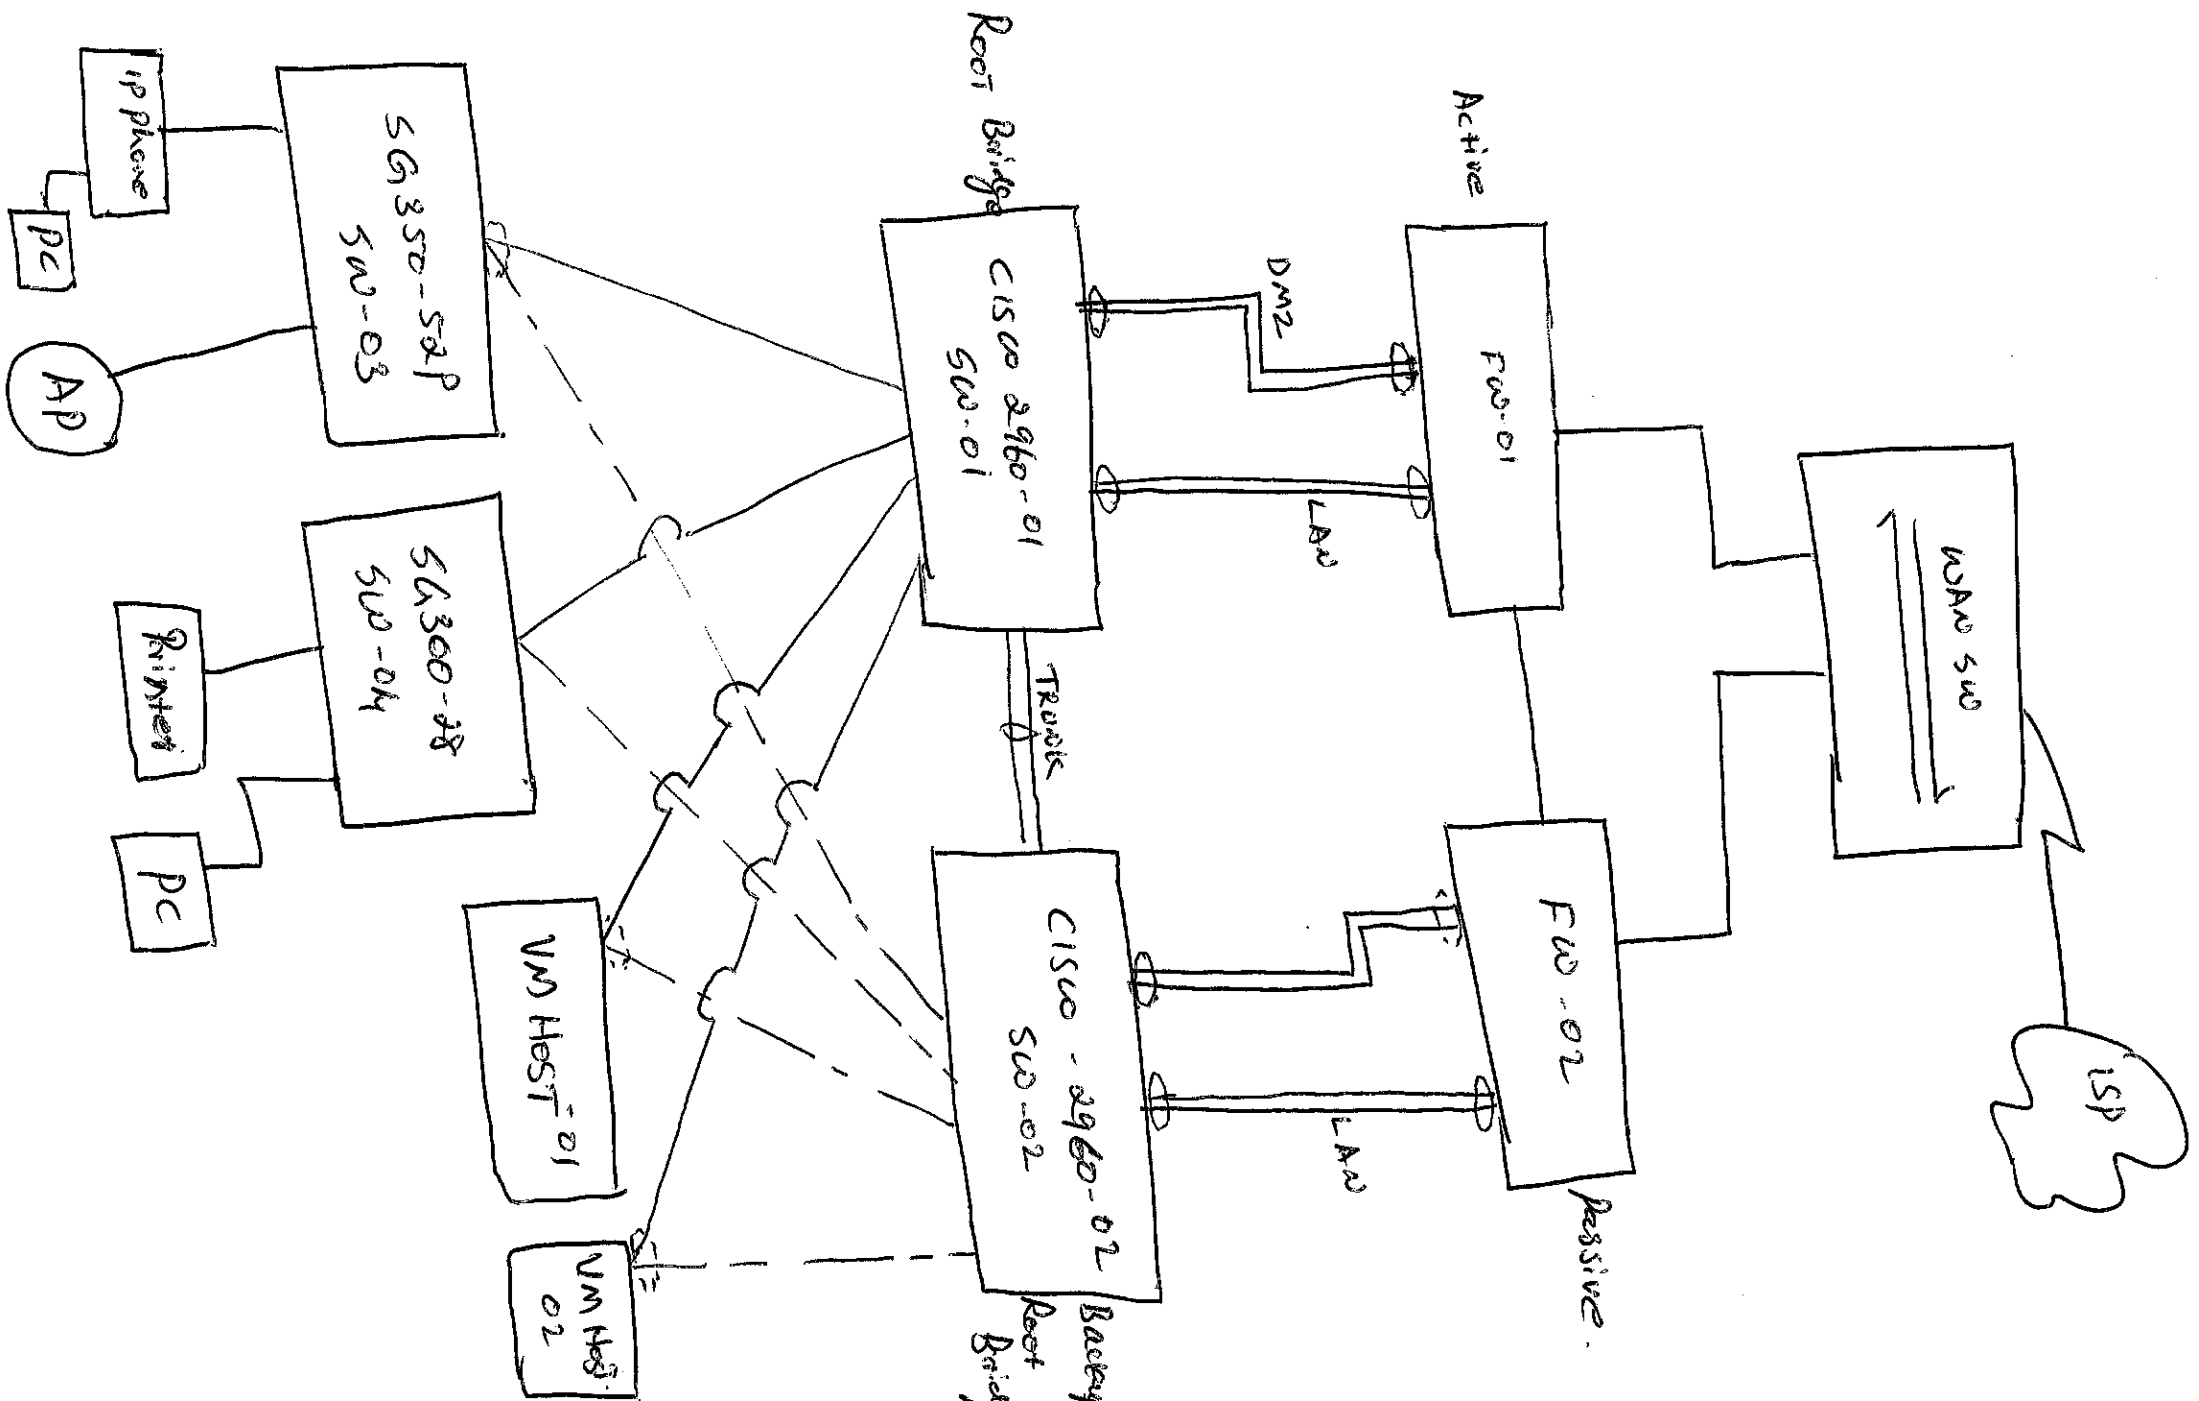 ISP
WAN SW
Active
FW-01
FW-02
Passive.
DMZ
LAN
LAN
Root Bridge
Cisco 2960-01
SW-01
TRUNK
Cisco - 2960-02
SW-02
Backup
Root
Brid
SG350-52P
SW-03
SG300-28
SW-04
VM HOST-01
VM Host
02
IP phone
PC
AP
Printer
PC